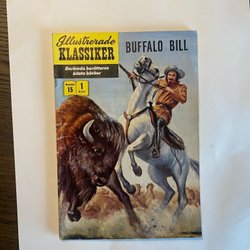 Illustrerade
KLASSIKER
Berömda berättares
bästa böcker
BUFFALO BILL
15
1